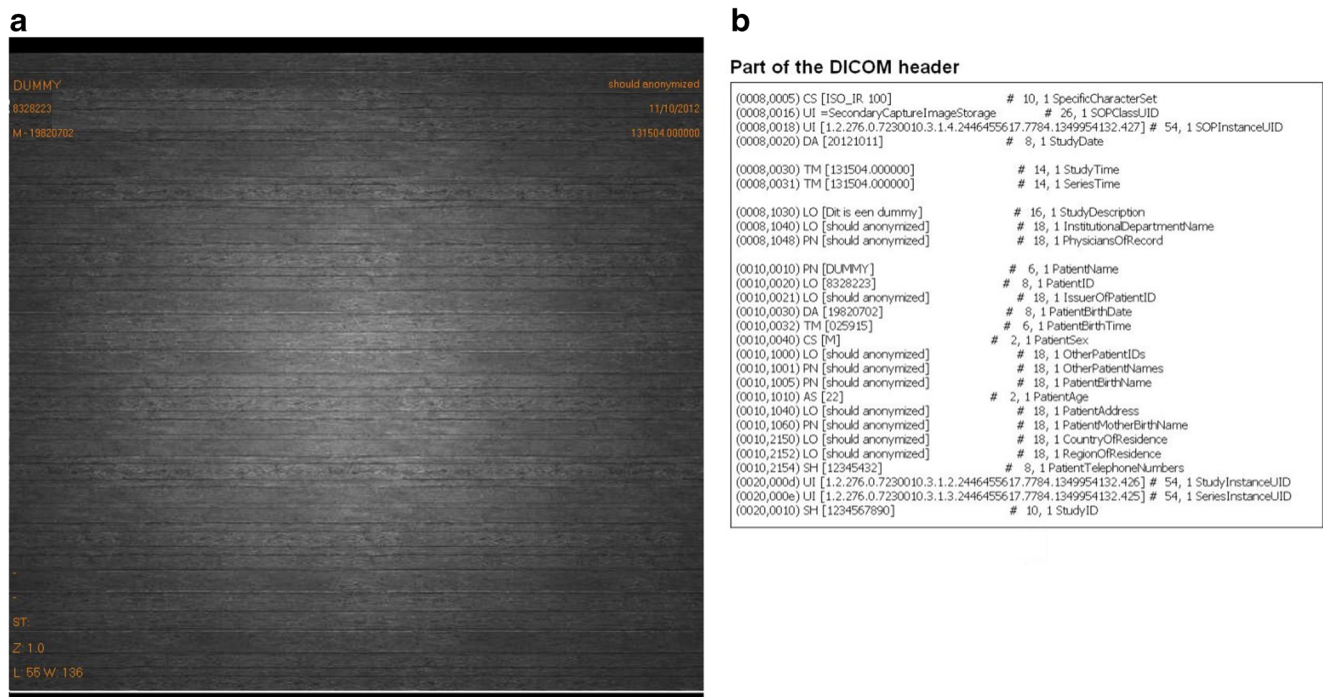 a
DUMMY
should anonymized
8328223
11/10/2012
M - 19820702
131504.000000
ST:
Z: 1.0
L: 55 W: 136
b
Part of the DICOM header
(0008,0005) CS [ISO_IR 100] # 10, 1 SpecificCharacterSet
(0008,0016) UI =SecondaryCaptureImageStorage # 26, 1 SOPClassUID
(0008,0018) UI [1.2.276.0.7230010.3.1.4.2446455617.7784.1349954132.427] # 54, 1 SOPInstanceUID
(0008,0020) DA [20121011] # 8, 1 StudyDate
(0008,0030) TM [131504.000000] # 14, 1 StudyTime
(0008,0031) TM [131504.000000] # 14, 1 SeriesTime
(0008,1030) LO [Dit is een dummy] # 16, 1 StudyDescription
(0008,1040) LO [should anonymized] # 18, 1 InstitutionalDepartmentName
(0008,1048) PN [should anonymized] # 18, 1 PhysiciansOfRecord
(0010,0010) PN [DUMMY] # 6, 1 PatientName
(0010,0020) LO [8328223] # 8, 1 PatientID
(0010,0021) LO [should anonymized] # 18, 1 IssuerOfPatientID
(0010,0030) DA [19820702] # 8, 1 PatientBirthDate
(0010,0032) TM [025915] # 6, 1 PatientBirthTime
(0010,0040) CS [M] # 2, 1 PatientSex
(0010,1000) LO [should anonymized] # 18, 1 OtherPatientIDs
(0010,1001) PN [should anonymized] # 18, 1 OtherPatientNames
(0010,1005) PN [should anonymized] # 18, 1 PatientBirthName
(0010,1010) AS [22] # 2, 1 PatientAge
(0010,1040) LO [should anonymized] # 18, 1 PatientAddress
(0010,1060) PN [should anonymized] # 18, 1 PatientMotherBirthName
(0010,2150) LO [should anonymized] # 18, 1 CountryOfResidence
(0010,2152) LO [should anonymized] # 18, 1 RegionOfResidence
(0010,2154) SH [12345432] # 8, 1 PatientTelephoneNumbers
(0020,000d) UI [1.2.276.0.7230010.3.1.2.2446455617.7784.1349954132.426] # 54, 1 StudyInstanceUID
(0020,000e) UI [1.2.276.0.7230010.3.1.3.2446455617.7784.1349954132.425] # 54, 1 SeriesInstanceUID
(0020,0010) SH [1234567890] # 10, 1 StudyID